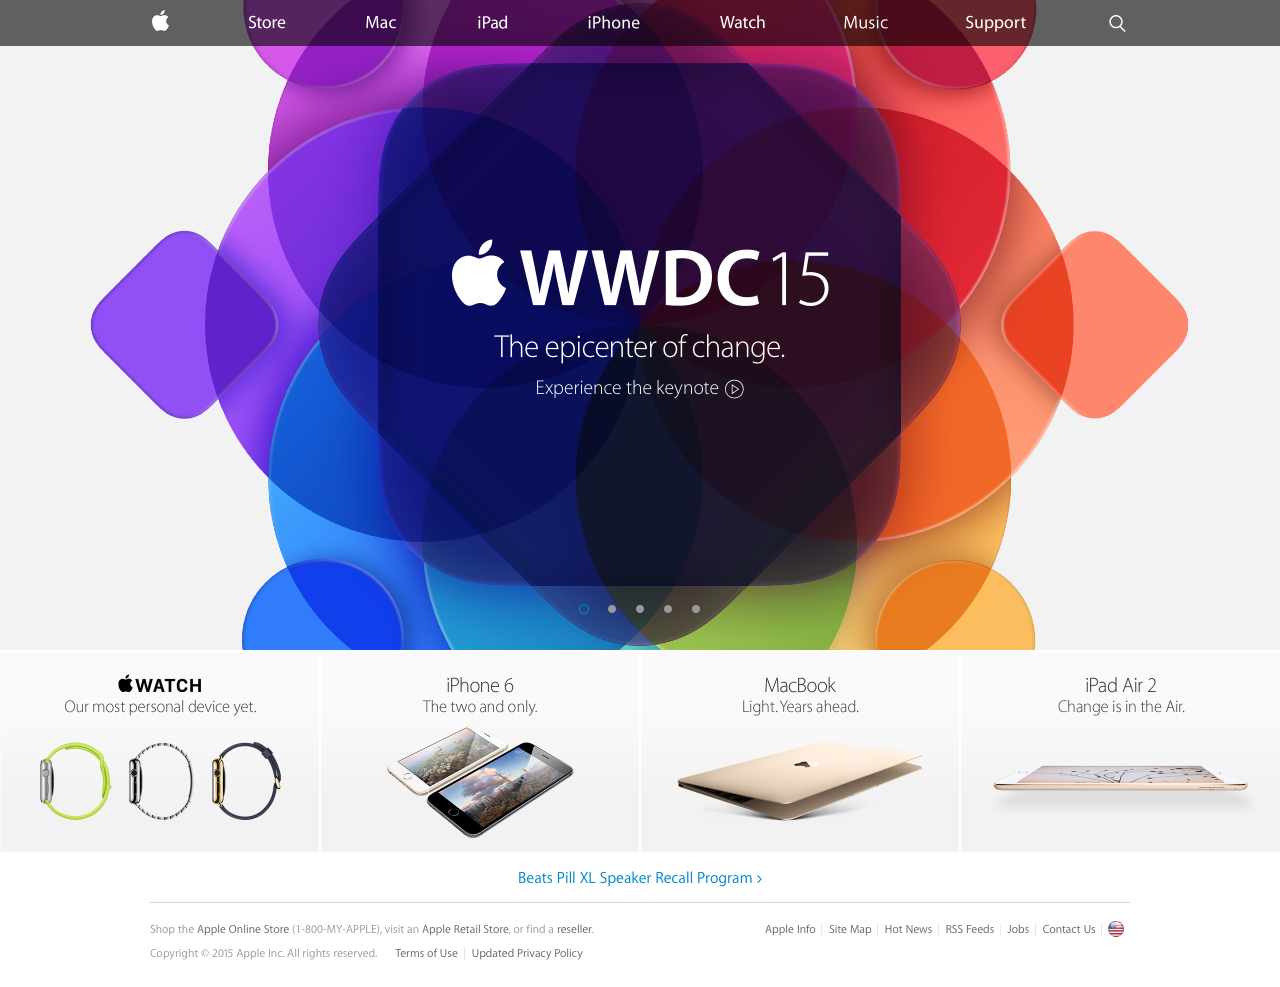 Store Mac iPad iPhone Watch Music Support
WWDC15
The epicenter of change.
Experience the keynote
WATCH
Our most personal device yet.
iPhone 6
The two and only.
MacBook
Light. Years ahead.
iPad Air 2
Change is in the Air.
Beats Pill XL Speaker Recall Program ›
Shop the Apple Online Store (1-800-MY-APPLE), visit an Apple Retail Store, or find a reseller.
Apple Info Site Map Hot News RSS Feeds Jobs Contact Us
Copyright © 2015 Apple Inc. All rights reserved. Terms of Use Updated Privacy Policy